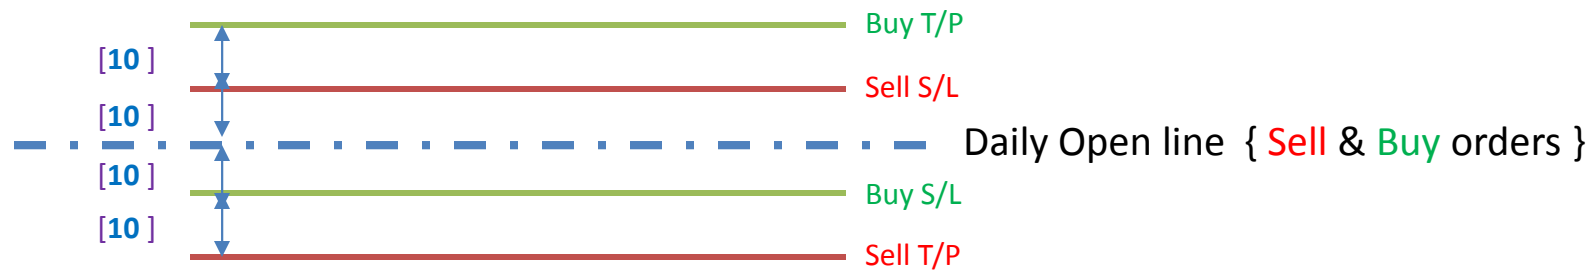 Buy T/P
[10 ]
Sell S/L
[10 ]
Daily Open line { Sell & Buy orders }
[10 ]
Buy S/L
[10 ]
Sell T/P